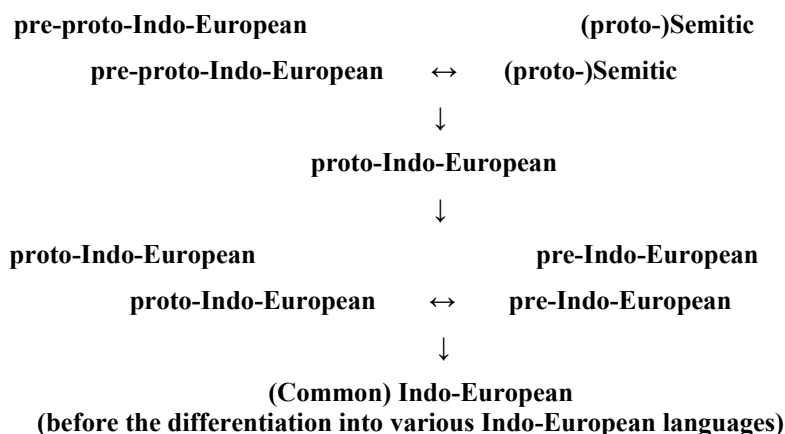 pre-proto-Indo-European (proto-)Semitic
pre-proto-Indo-European ↔ (proto-)Semitic
↓
proto-Indo-European
↓
proto-Indo-European pre-Indo-European
proto-Indo-European ↔ pre-Indo-European
↓
(Common) Indo-European
(before the differentiation into various Indo-European languages)